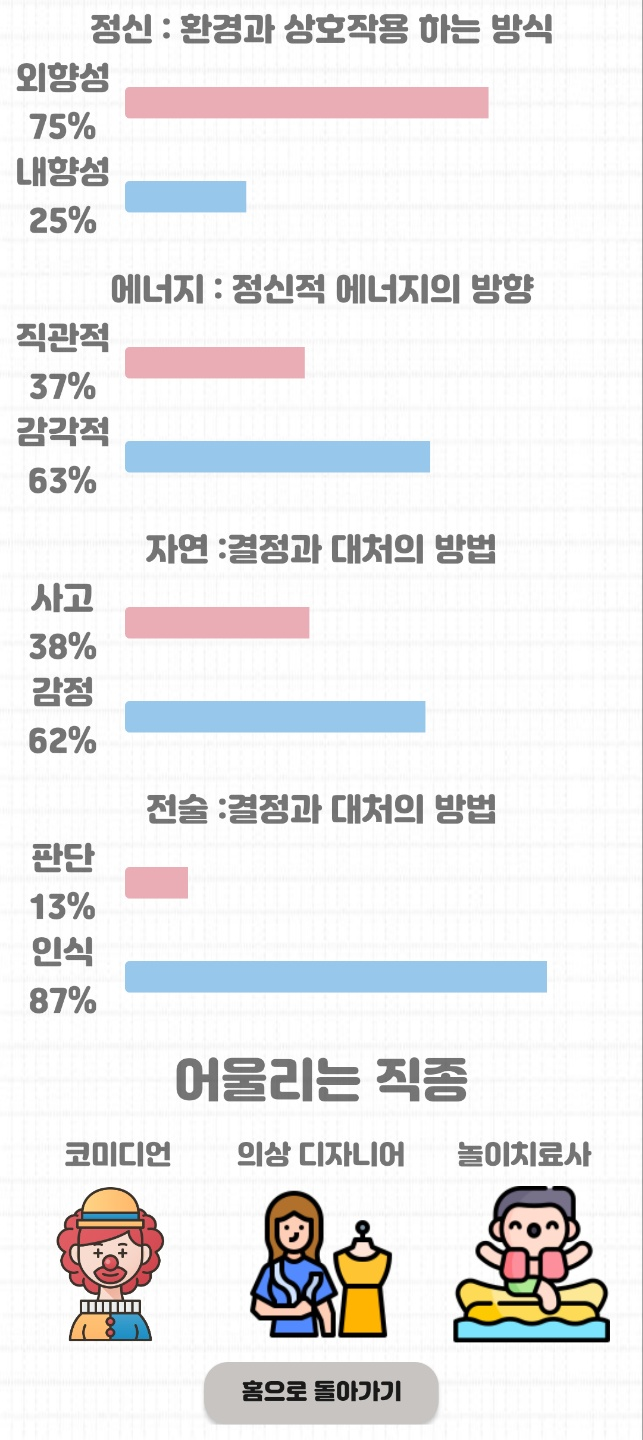 정신 : 환경과 상호작용 하는 방식
외향성
75%
내향성
25%
에너지 : 정신적 에너지의 방향
직관적
37%
감각적
63%
자연 :결정과 대처의 방법
사고
38%
감정
62%
전술 :결정과 대처의 방법
판단
13%
인식
87%
어울리는 직종
코미디언 의상 디자니어 놀이치료사
홈으로 돌아가기